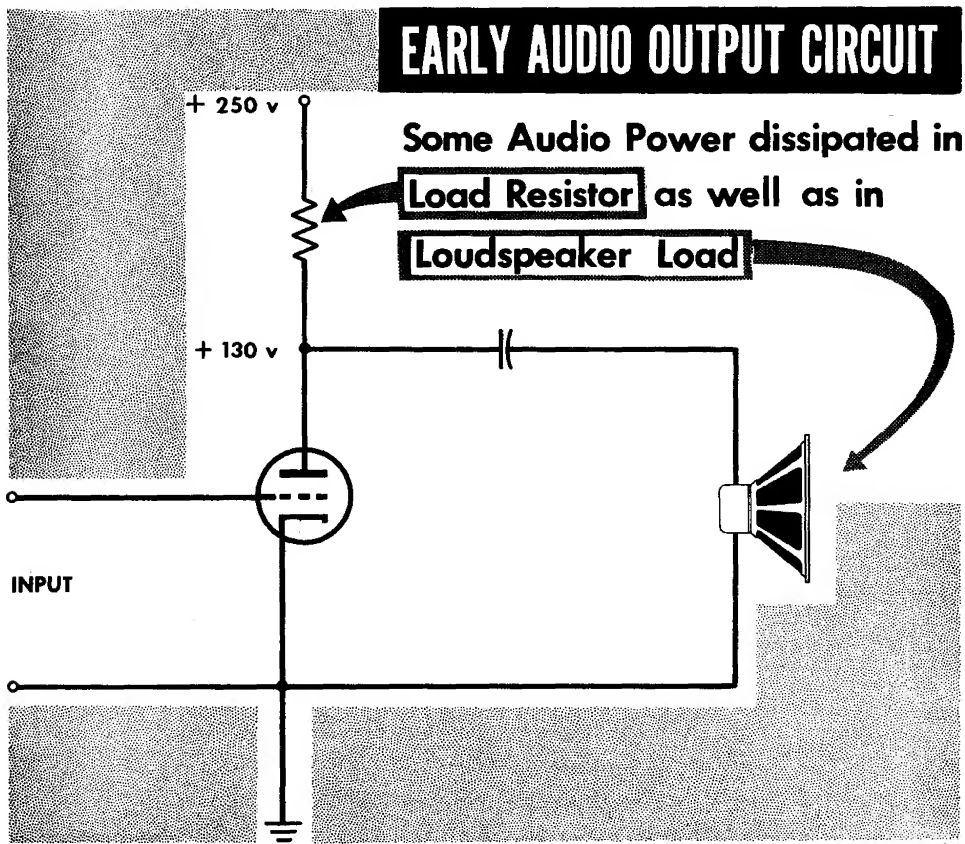 EARLY AUDIO OUTPUT CIRCUIT
+ 250 v
Some Audio Power dissipated in
Load Resistor as well as in
Loudspeaker Load
+ 130 v
INPUT